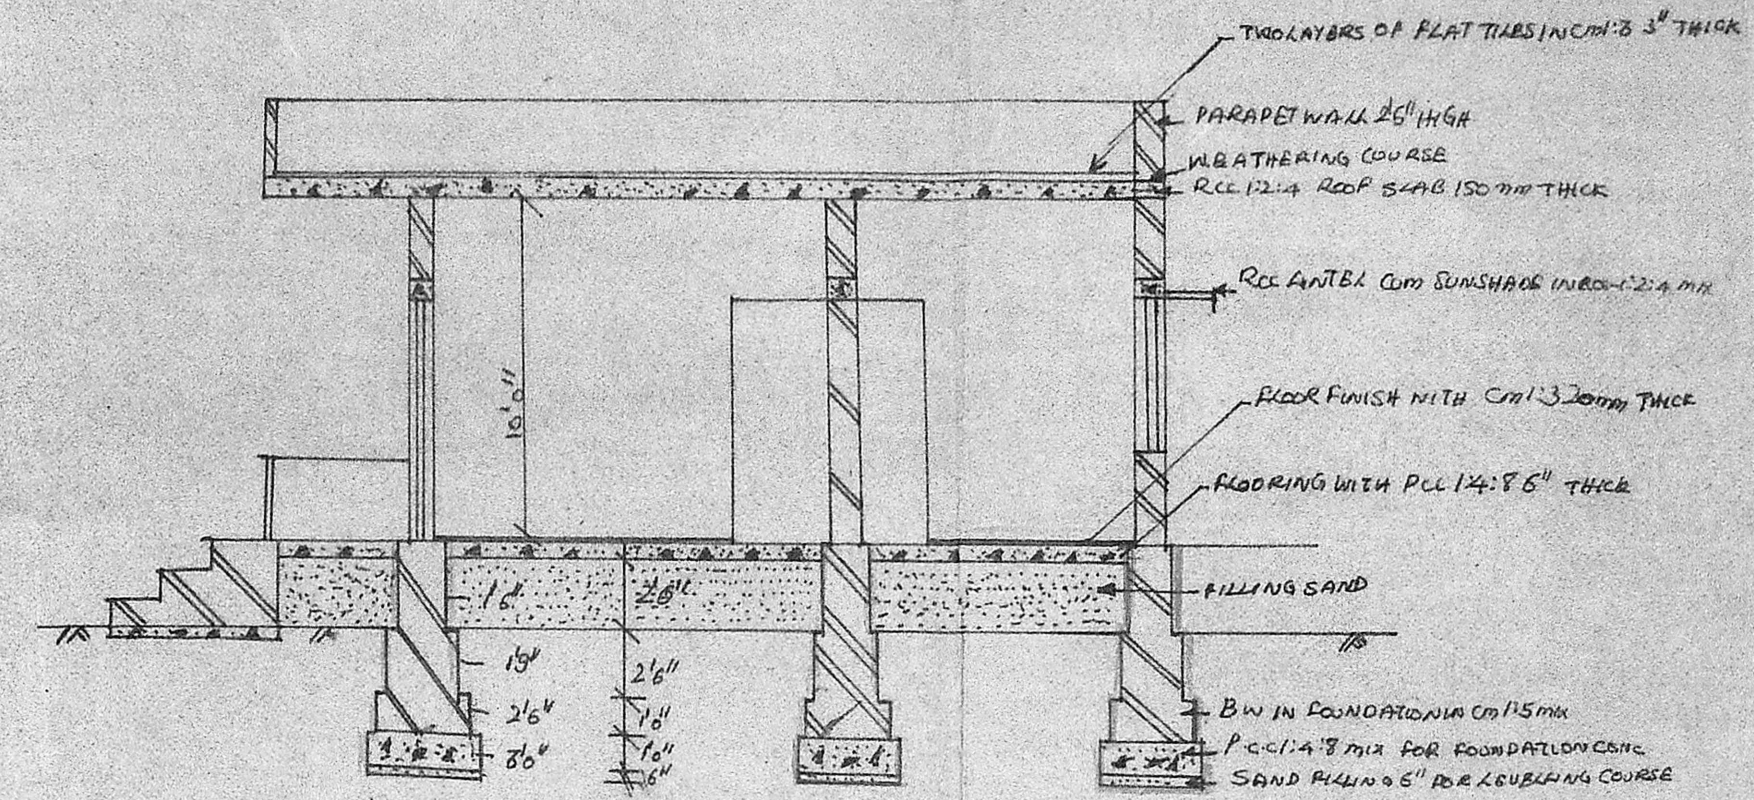 TWO LAYERS OF FLAT TILES IN CM 1:3 3" THICK
PARAPET WALL 2'6" HIGH
WEATHERING COURSE
RCC 1:2:4 ROOF SLAB 150 mm THICK
RCC LINTEL CUM SUNSHADE IN RCC 1:2:4 MIX
10'0"
FLOOR FINISH WITH CM 1:3 20mm THICK
FLOORING WITH PCC 1:4:8 6" THICK
1'6"
2'6"
FILLING SAND
1'9"
2'6"
2'6"
1'0"
BW IN FOUNDATION IN CM 1:5 MIX
3'0"
1'0"
P.C.C 1:4:8 MIX FOR FOUNDATION CONC
6"
SAND FILLING 6" FOR LEVELLING COURSE